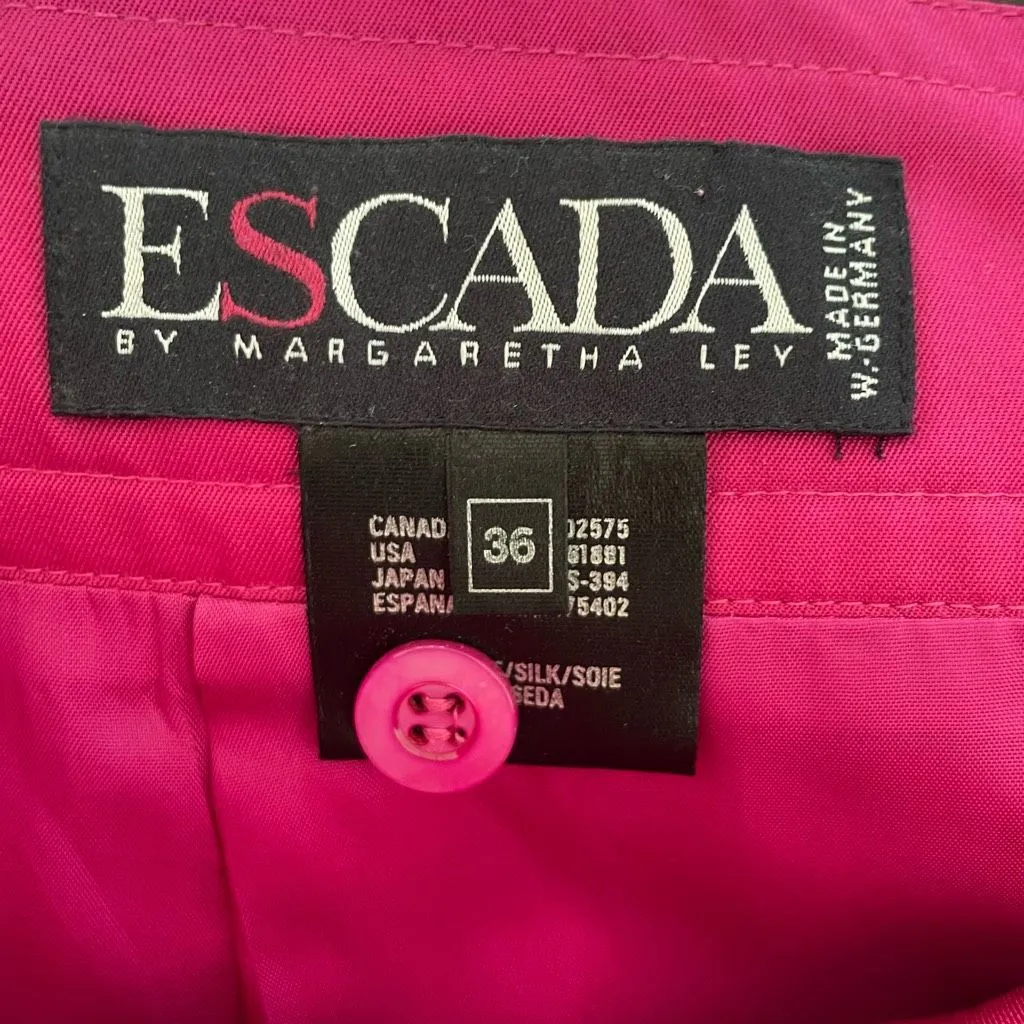 ESCADA
BY MARGARETHA LEY
MADE IN
W.-GERMANY
36
CANAD 02575
USA 61881
JAPAN S-394
ESPANA 75402
/SILK/SOIE
SEDA